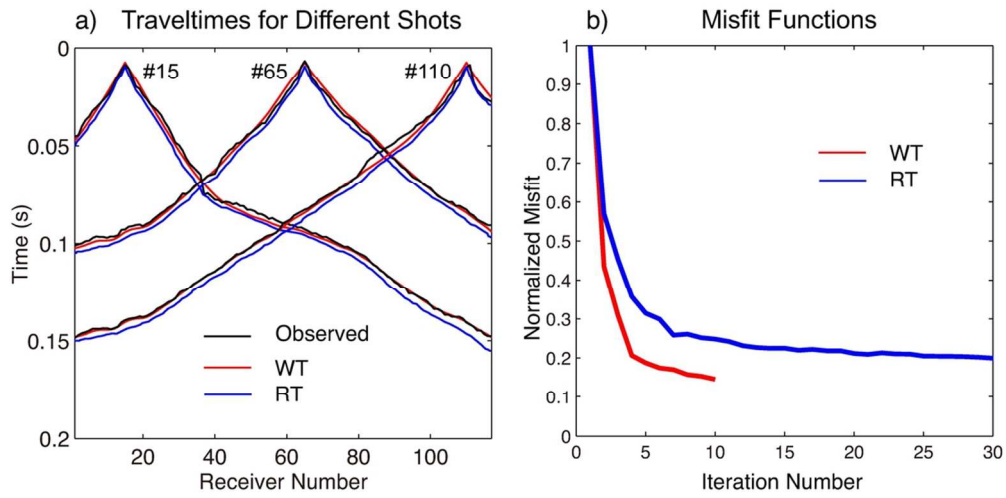 a) Traveltimes for Different Shots
#15
#65
#110
0
0.05
0.1
0.15
0.2
Time (s)
20
40
60
80
100
Receiver Number
Observed
WT
RT
b) Misfit Functions
1
0.9
0.8
0.7
0.6
0.5
0.4
0.3
0.2
0.1
0
Normalized Misfit
0
5
10
15
20
25
30
Iteration Number
WT
RT